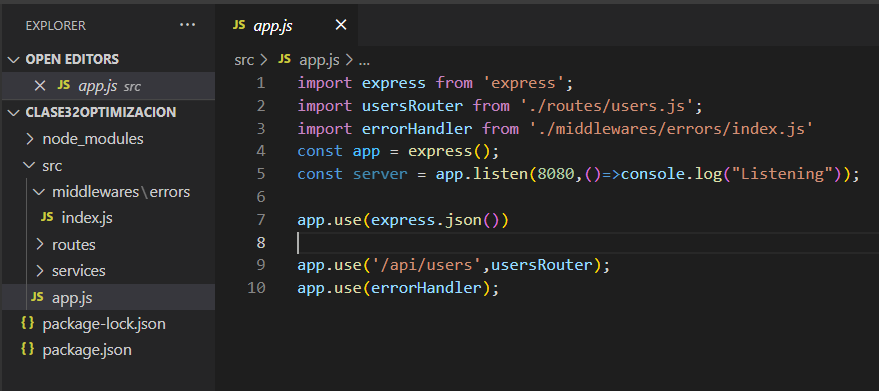 EXPLORER ...
OPEN EDITORS
JS app.js src
CLASE32OPTIMIZACION
node_modules
src
middlewares\errors
JS index.js
routes
services
JS app.js
{} package-lock.json
{} package.json
JS app.js
src > JS app.js > ...
1 import express from 'express';
2 import usersRouter from './routes/users.js';
3 import errorHandler from './middlewares/errors/index.js'
4 const app = express();
5 const server = app.listen(8080,()=>console.log("Listening"));
6
7 app.use(express.json())
8
9 app.use('/api/users',usersRouter);
10 app.use(errorHandler);